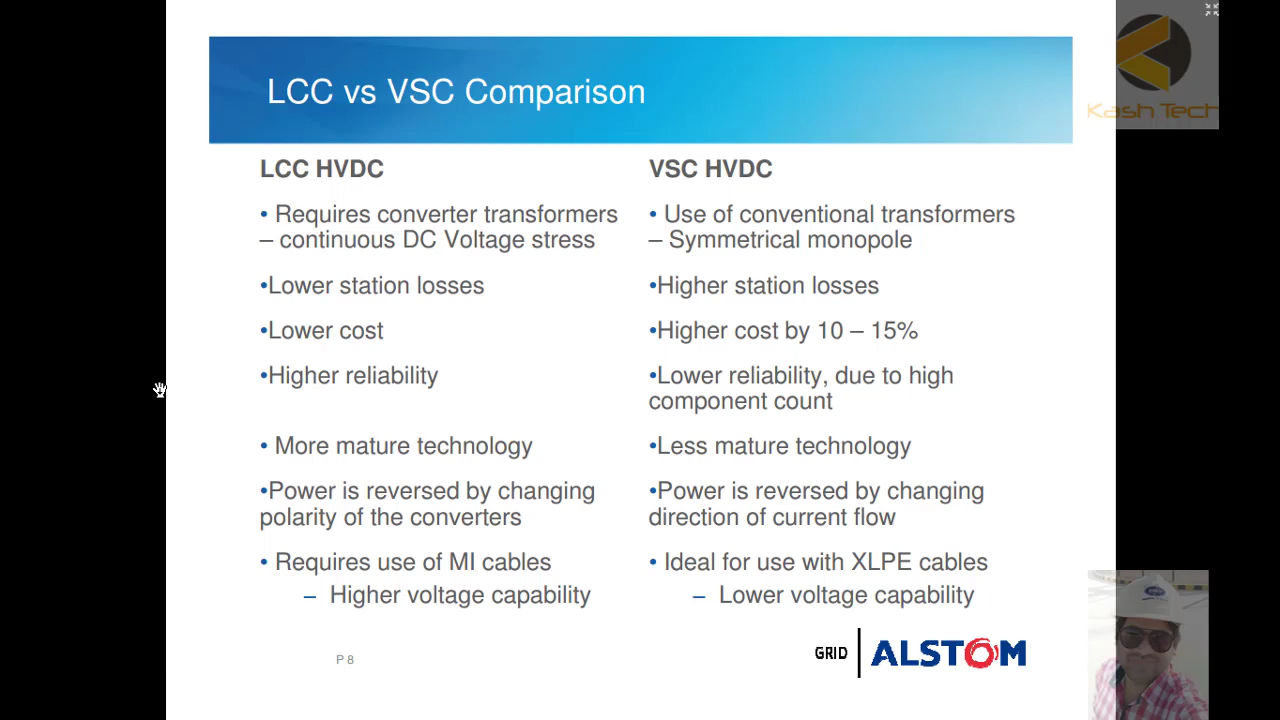 LCC vs VSC Comparison
Kash Tech
LCC HVDC
• Requires converter transformers
– continuous DC Voltage stress
•Lower station losses
•Lower cost
•Higher reliability
• More mature technology
•Power is reversed by changing
polarity of the converters
• Requires use of MI cables
– Higher voltage capability
VSC HVDC
• Use of conventional transformers
– Symmetrical monopole
•Higher station losses
•Higher cost by 10 – 15%
•Lower reliability, due to high
component count
•Less mature technology
•Power is reversed by changing
direction of current flow
• Ideal for use with XLPE cables
– Lower voltage capability
P 8
GRID
ALSTOM